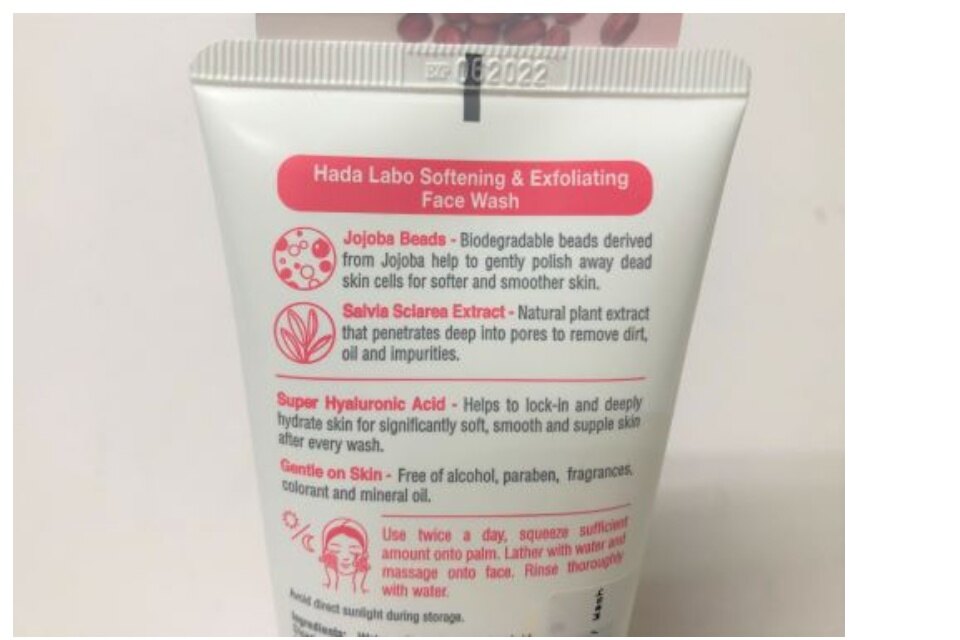 EXP 062022
Hada Labo Softening & Exfoliating
Face Wash
Jojoba Beads - Biodegradable beads derived
from Jojoba help to gently polish away dead
skin cells for softer and smoother skin.
Salvia Sclarea Extract - Natural plant extract
that penetrates deep into pores to remove dirt,
oil and impurities.
Super Hyaluronic Acid - Helps to lock-in and deeply
hydrate skin for significantly soft, smooth and supple skin
after every wash.
Gentle on Skin - Free of alcohol, paraben, fragrances,
colorant and mineral oil.
Use twice a day, squeeze sufficient
amount onto palm. Lather with water and
massage onto face. Rinse thoroughly
with water.
Avoid direct sunlight during storage.
Ingredients:
Wash